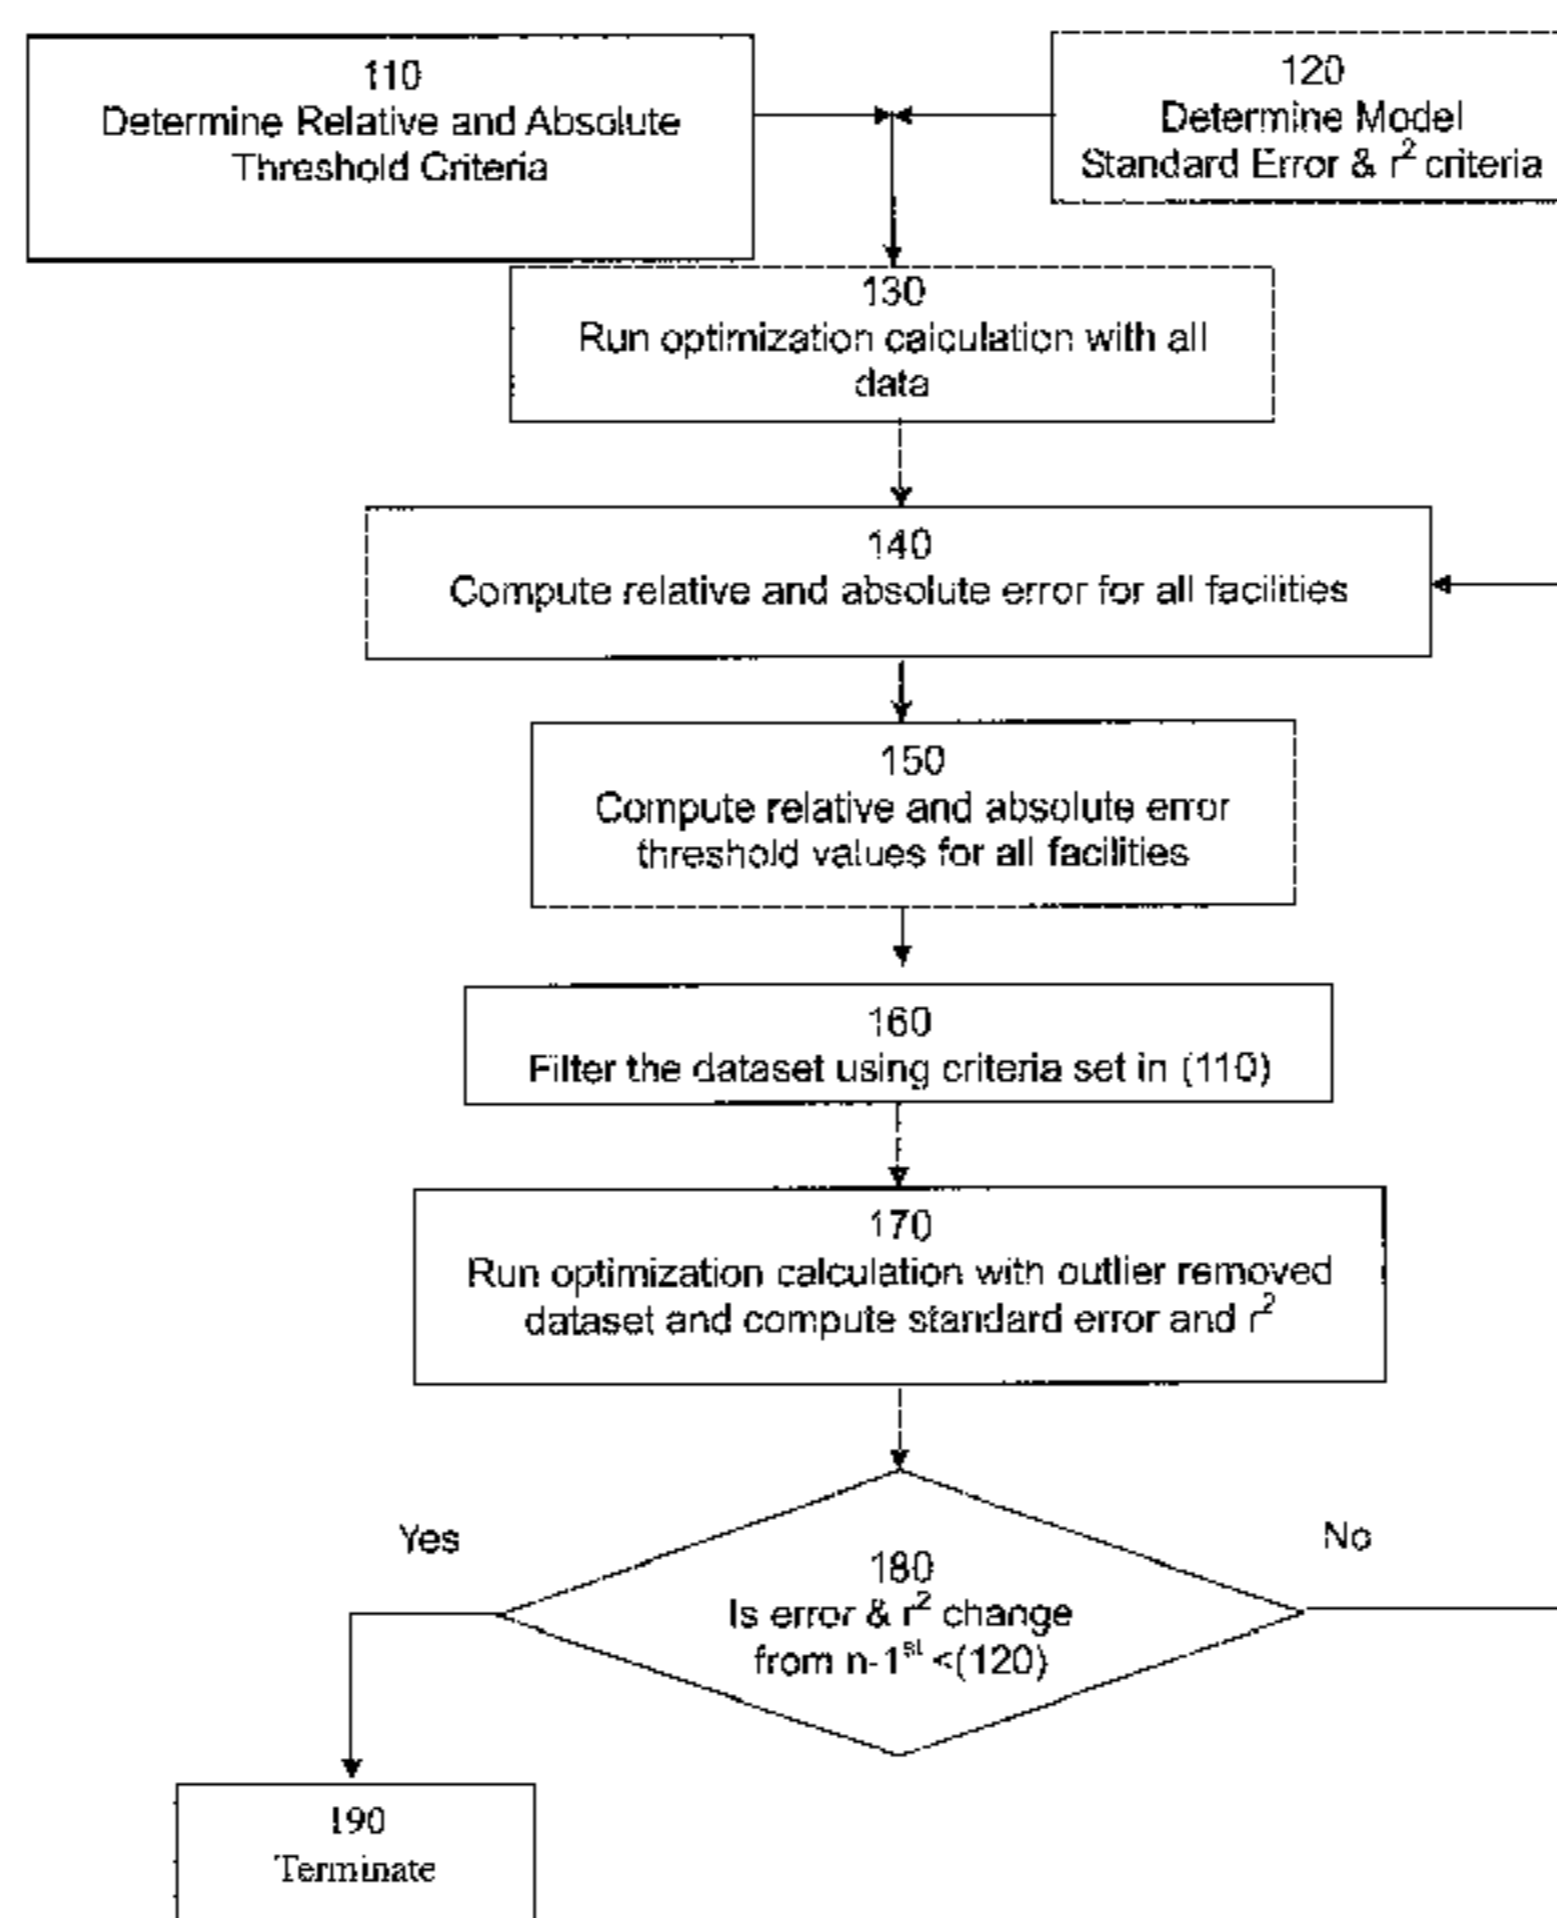 110
Determine Relative and Absolute
Threshold Criteria
120
Determine Model
Standard Error & r² criteria
130
Run optimization calculation with all
data
140
Compute relative and absolute error for all facilities
150
Compute relative and absolute error
threshold values for all facilities
160
Filter the dataset using criteria set in (110)
170
Run optimization calculation with outlier removed
dataset and compute standard error and r²
Yes
No
180
Is error & r² change
from n-1ˢᵗ <(120)
190
Terminate